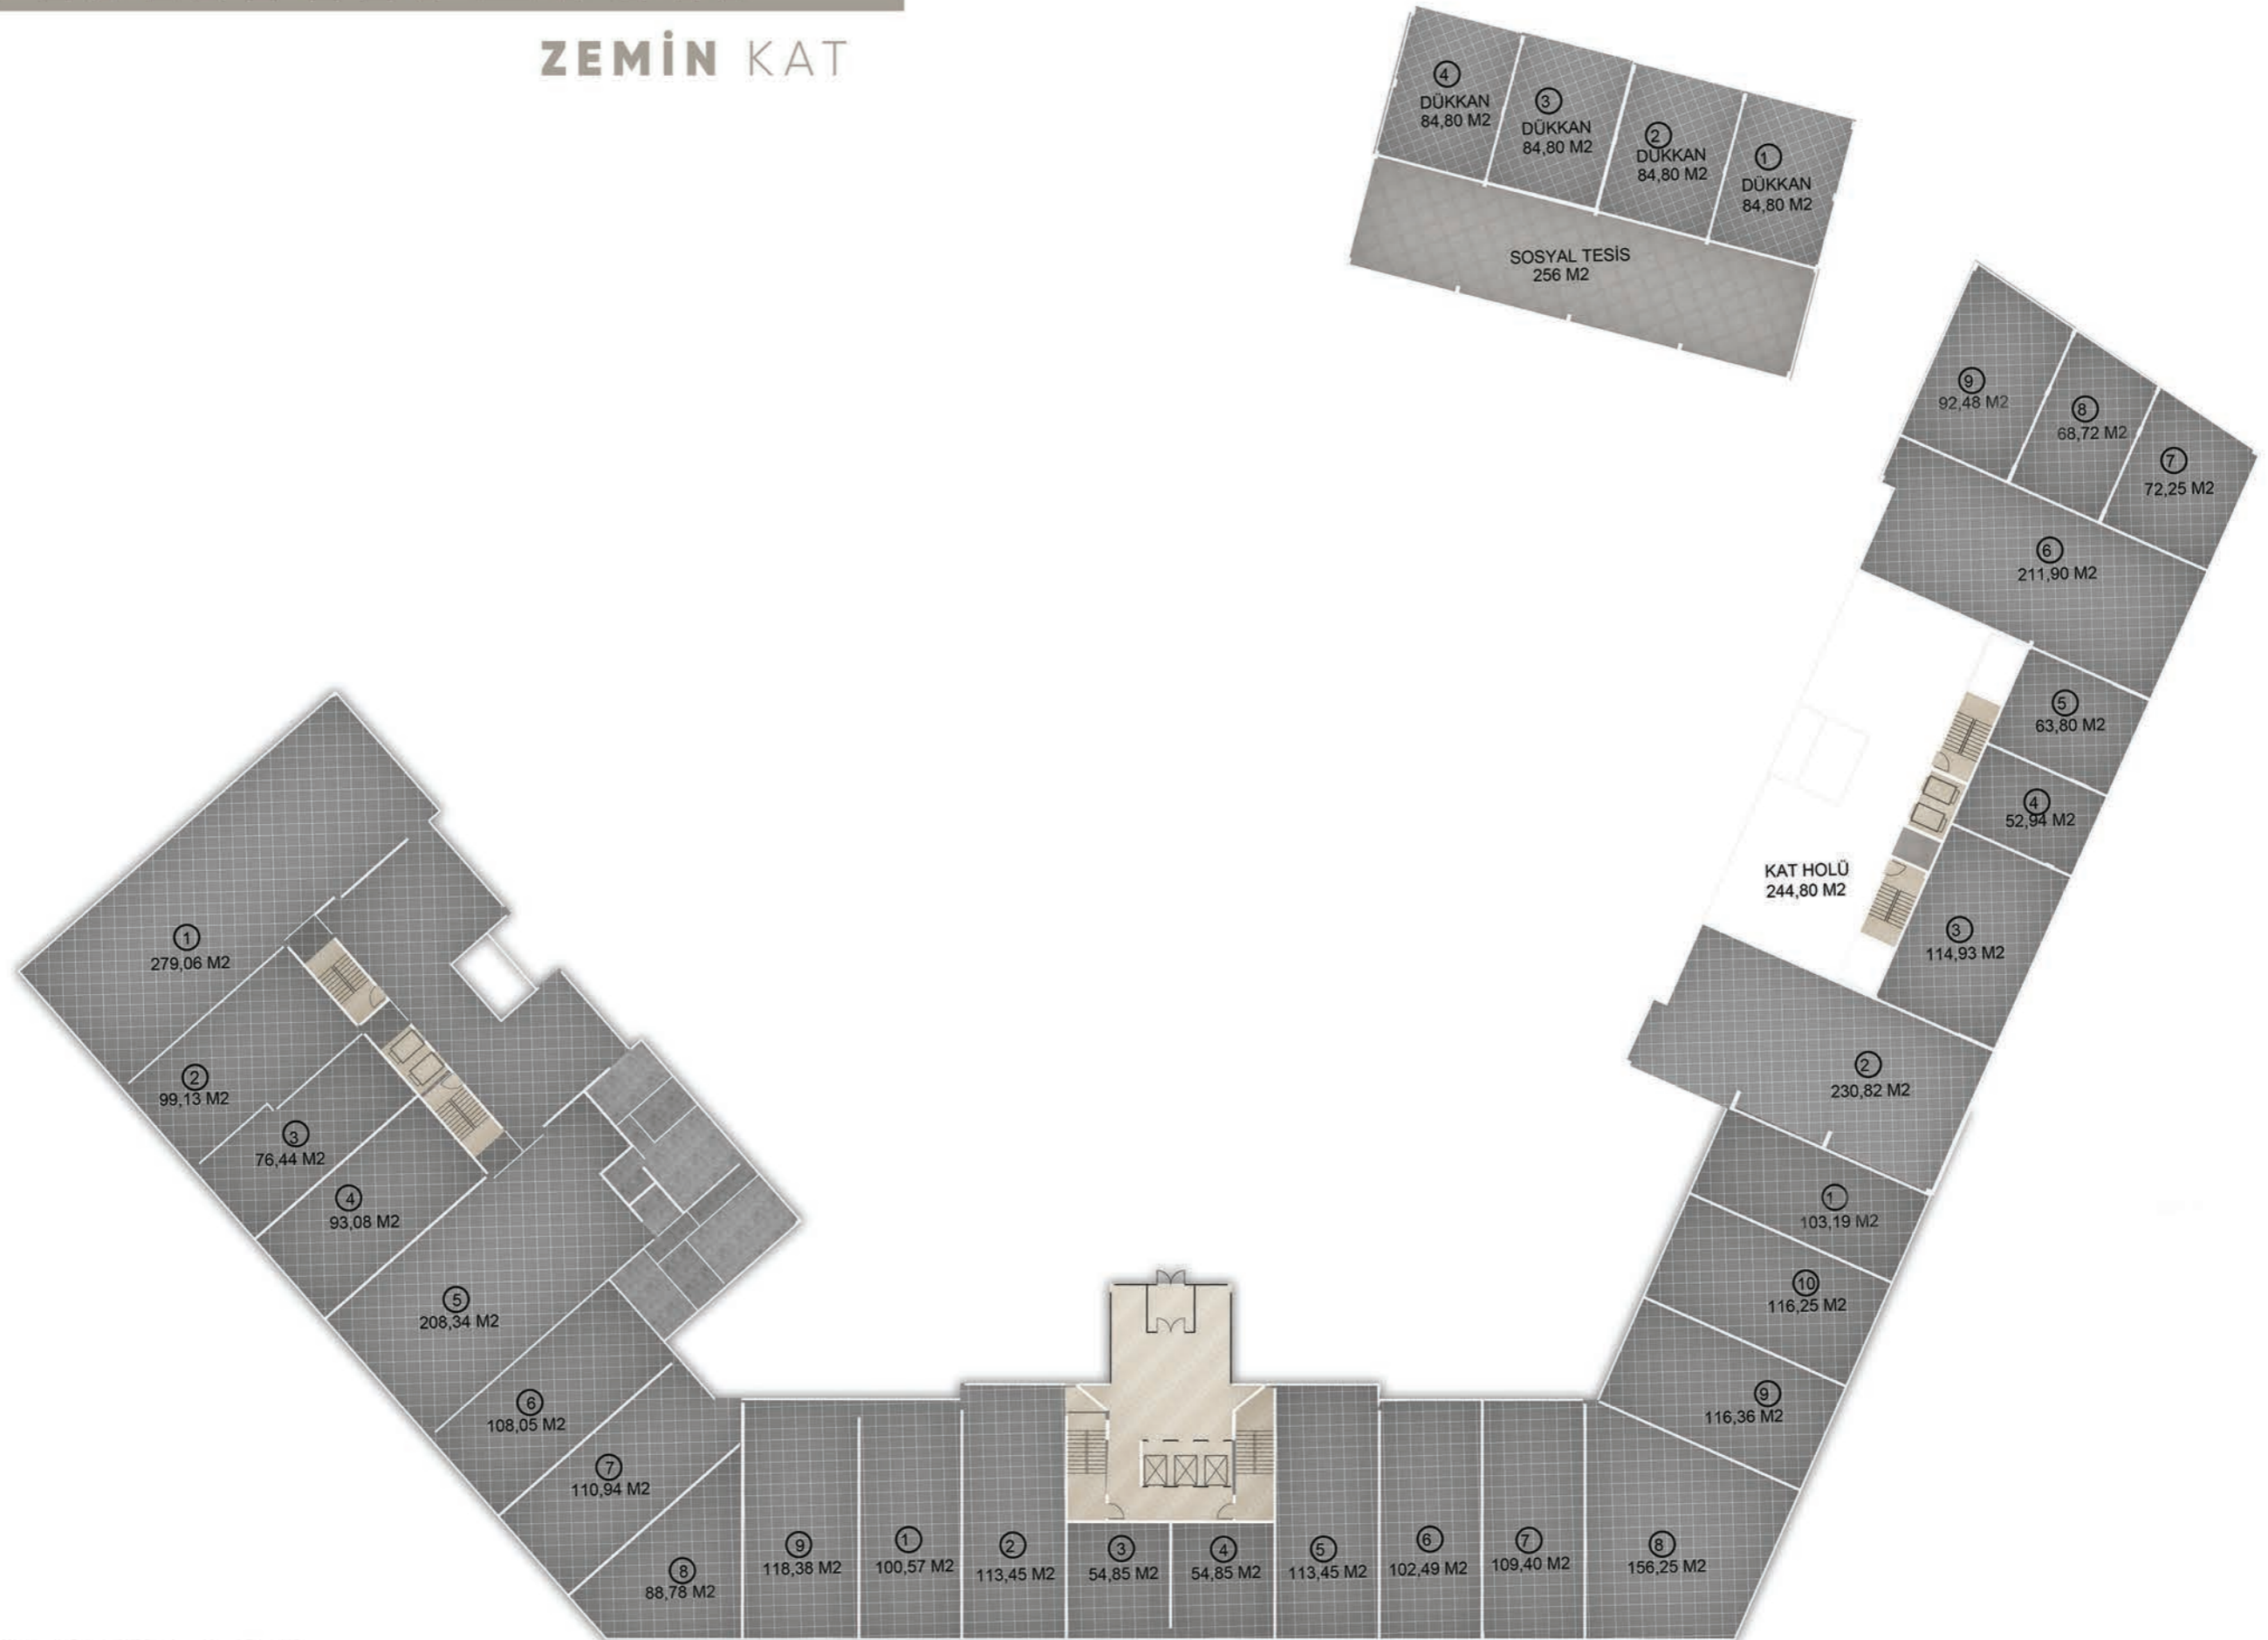 ZEMİN KAT
4
DÜKKAN
84,80 M2
3
DÜKKAN
84,80 M2
2
DÜKKAN
84,80 M2
1
DÜKKAN
84,80 M2
SOSYAL TESİS
256 M2
9
92,48 M2
8
68,72 M2
7
72,25 M2
6
211,90 M2
5
63,80 M2
4
52,94 M2
KAT HOLÜ
244,80 M2
3
114,93 M2
2
230,82 M2
1
103,19 M2
10
116,25 M2
9
116,36 M2
1
279,06 M2
2
99,13 M2
3
76,44 M2
4
93,08 M2
5
208,34 M2
6
108,05 M2
7
110,94 M2
8
88,78 M2
9
118,38 M2
1
100,57 M2
2
113,45 M2
3
54,85 M2
4
54,85 M2
5
113,45 M2
6
102,49 M2
7
109,40 M2
8
156,25 M2